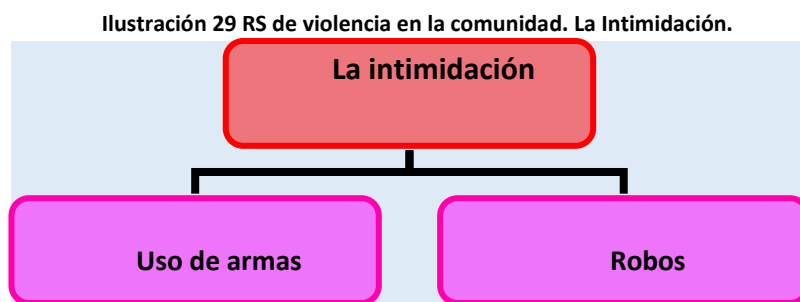 Ilustración 29 RS de violencia en la comunidad. La Intimidación.
La intimidación
Uso de armas
Robos